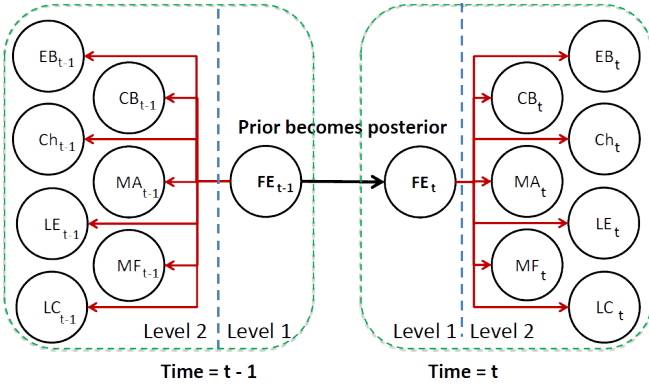 EB t-1
CB t-1
Ch t-1
MA t-1
LE t-1
MF t-1
LC t-1
Level 2
Level 1
FE t-1
Prior becomes posterior
FE t
EB t
CB t
Ch t
MA t
LE t
MF t
LC t
Level 1
Level 2
Time = t - 1
Time = t